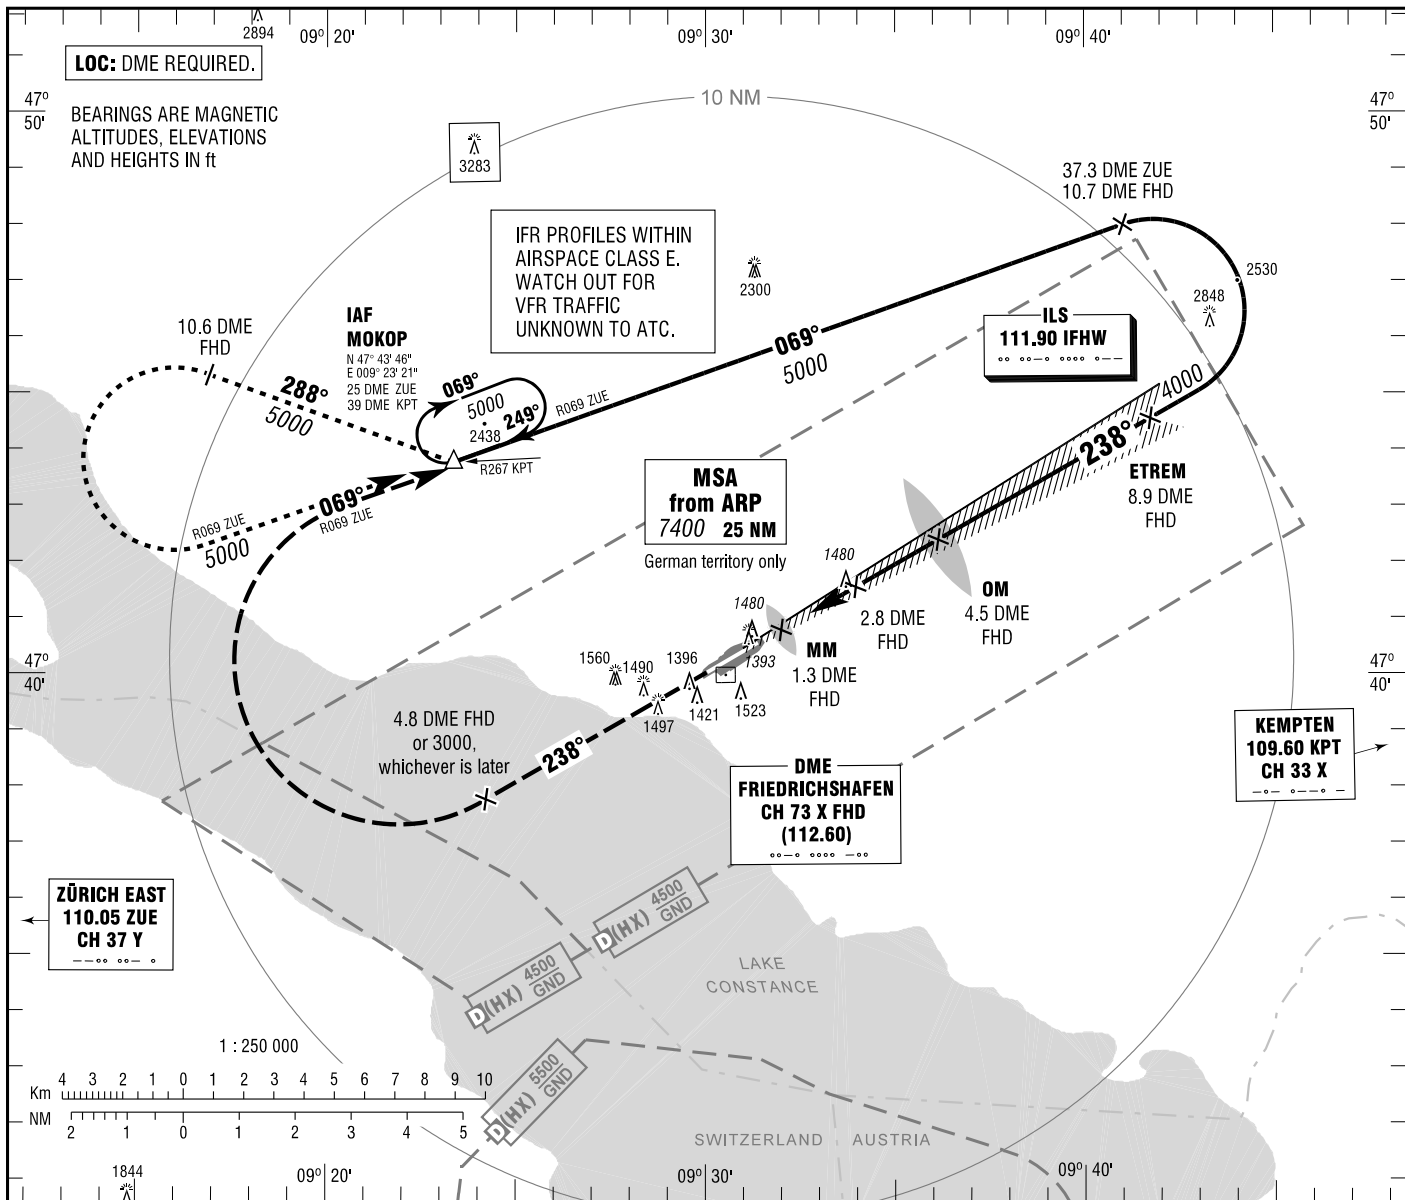 2894
09° 20'
09° 30'
09° 40'
LOC: DME REQUIRED.
47°
50'
47°
50'
BEARINGS ARE MAGNETIC
ALTITUDES, ELEVATIONS
AND HEIGHTS IN ft
10 NM
3283
37.3 DME ZUE
10.7 DME FHD
IFR PROFILES WITHIN
AIRSPACE CLASS E.
WATCH OUT FOR
VFR TRAFFIC
UNKNOWN TO ATC.
2300
2530
2848
ILS
111.90 IFHW
10.6 DME
FHD
IAF
MOKOP
N 47° 43' 46"
E 009° 23' 21"
25 DME ZUE
39 DME KPT
288°
5000
069°
5000
249°
2438
R069 ZUE
R267 KPT
069°
5000
4000
238°
ETREM
8.9 DME
FHD
MSA
from ARP
7400 25 NM
German territory only
R069 ZUE
5000
069°
R069 ZUE
1480
OM
4.5 DME
FHD
2.8 DME
FHD
1480
MM
1.3 DME
FHD
1393
1560
1490
1396
1497
1421
1523
47°
40'
47°
40'
4.8 DME FHD
or 3000,
whichever is later
238°
DME
FRIEDRICHSHAFEN
CH 73 X FHD
(112.60)
KEMPTEN
109.60 KPT
CH 33 X
ZÜRICH EAST
110.05 ZUE
CH 37 Y
D(HX) 4500
GND
D(HX) 4500
GND
LAKE
CONSTANCE
D(HX) 5500
GND
1 : 250 000
Km 4 3 2 1 0 1 2 3 4 5 6 7 8 9 10
NM 2 1 0 1 2 3 4 5
SWITZERLAND AUSTRIA
1844
09° 20'
09° 30'
09° 40'